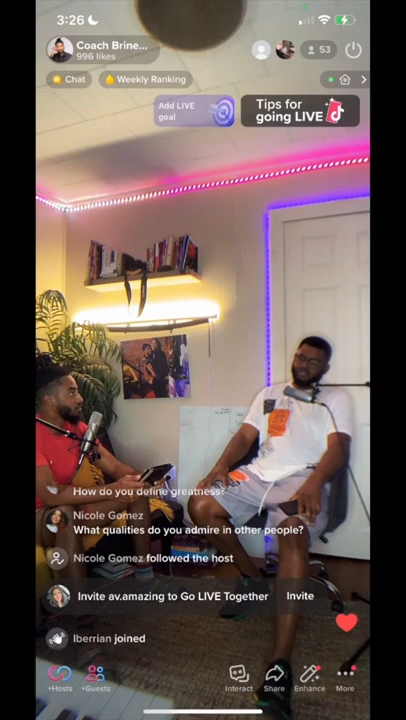 3:26
Coach Brine...
996 likes
53
Chat
Weekly Ranking
Add LIVE
goal
Tips for
going LIVE
How do you define greatness?
Nicole Gomez
What qualities do you admire in other people?
Nicole Gomez followed the host
Invite av.amazing to Go LIVE Together
Invite
Iberrian joined
+Hosts
+Guests
Interact
Share
Enhance
More